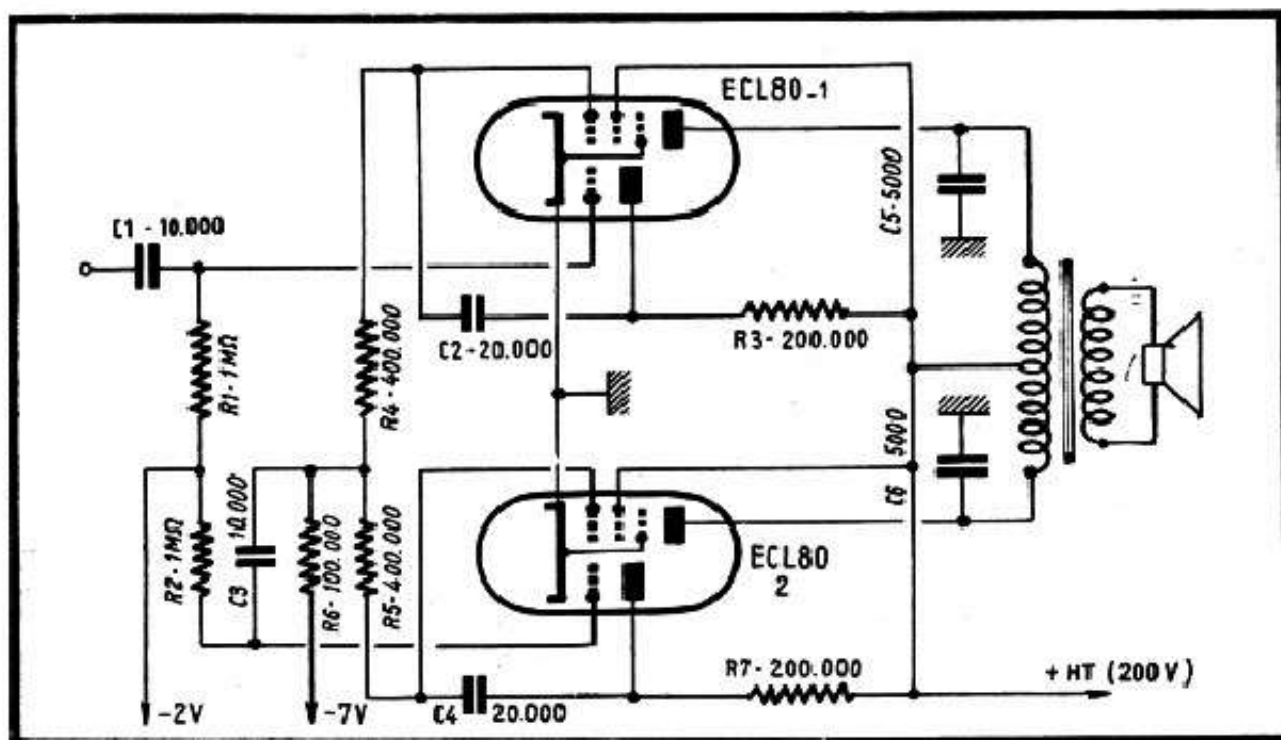 ECL80-1
C1 - 10.000
C5-5000
R1-1MΩ
R4-400.000
C2-20.000
R3-200.000
C6 5000
R2-1MΩ
C3 10.000
R6-100.000
R5-400.000
ECL80
2
R7-200.000
+ HT (200 V)
-2V
-7V
C4 20.000